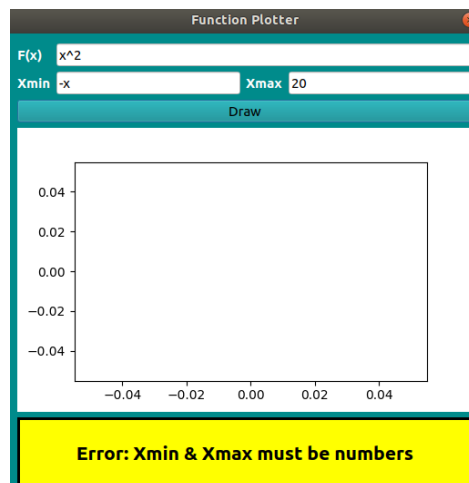 Function Plotter
F(x) x^2
Xmin -x Xmax 20
Draw
0.04
0.02
0.00
−0.02
−0.04
−0.04 −0.02 0.00 0.02 0.04
Error: Xmin & Xmax must be numbers